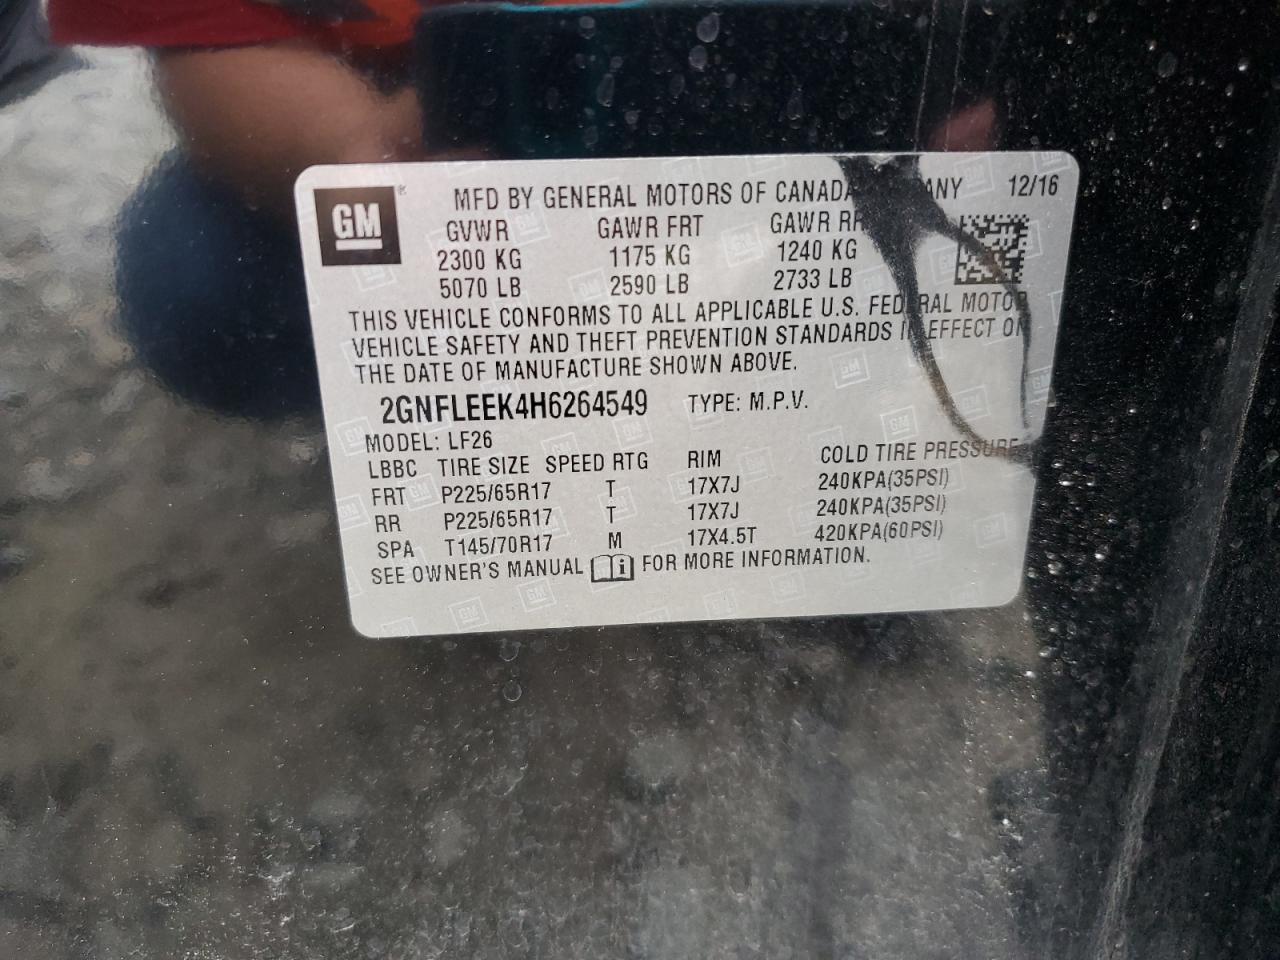 GM ® MFD BY GENERAL MOTORS OF CANADA 12/16
GVWR GAWR FRT GAWR RR
2300 KG 1175 KG 1240 KG
5070 LB 2590 LB 2733 LB
THIS VEHICLE CONFORMS TO ALL APPLICABLE U.S. FEDERAL MOTOR
VEHICLE SAFETY AND THEFT PREVENTION STANDARDS IN EFFECT ON
THE DATE OF MANUFACTURE SHOWN ABOVE.
2GNFLEEK4H6264549 TYPE: M.P.V.
MODEL: LF26
LBBC TIRE SIZE SPEED RTG RIM COLD TIRE PRESSURE
FRT P225/65R17 T 17X7J 240KPA(35PSI)
RR P225/65R17 T 17X7J 240KPA(35PSI)
SPA T145/70R17 M 17X4.5T 420KPA(60PSI)
SEE OWNER'S MANUAL i FOR MORE INFORMATION.